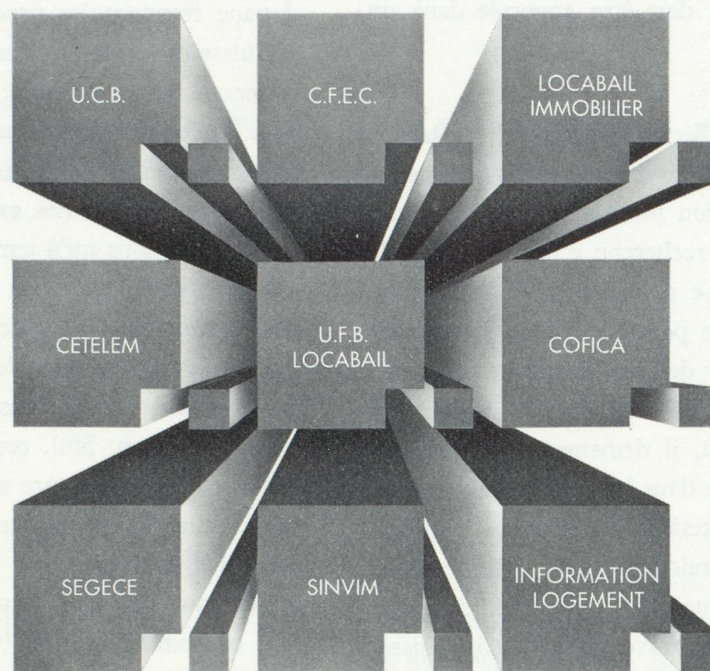 U.C.B.
C.F.E.C.
LOCABAIL
IMMOBILIER
CETELEM
U.F.B.
LOCABAIL
COFICA
SEGECE
SINVIM
INFORMATION
LOGEMENT